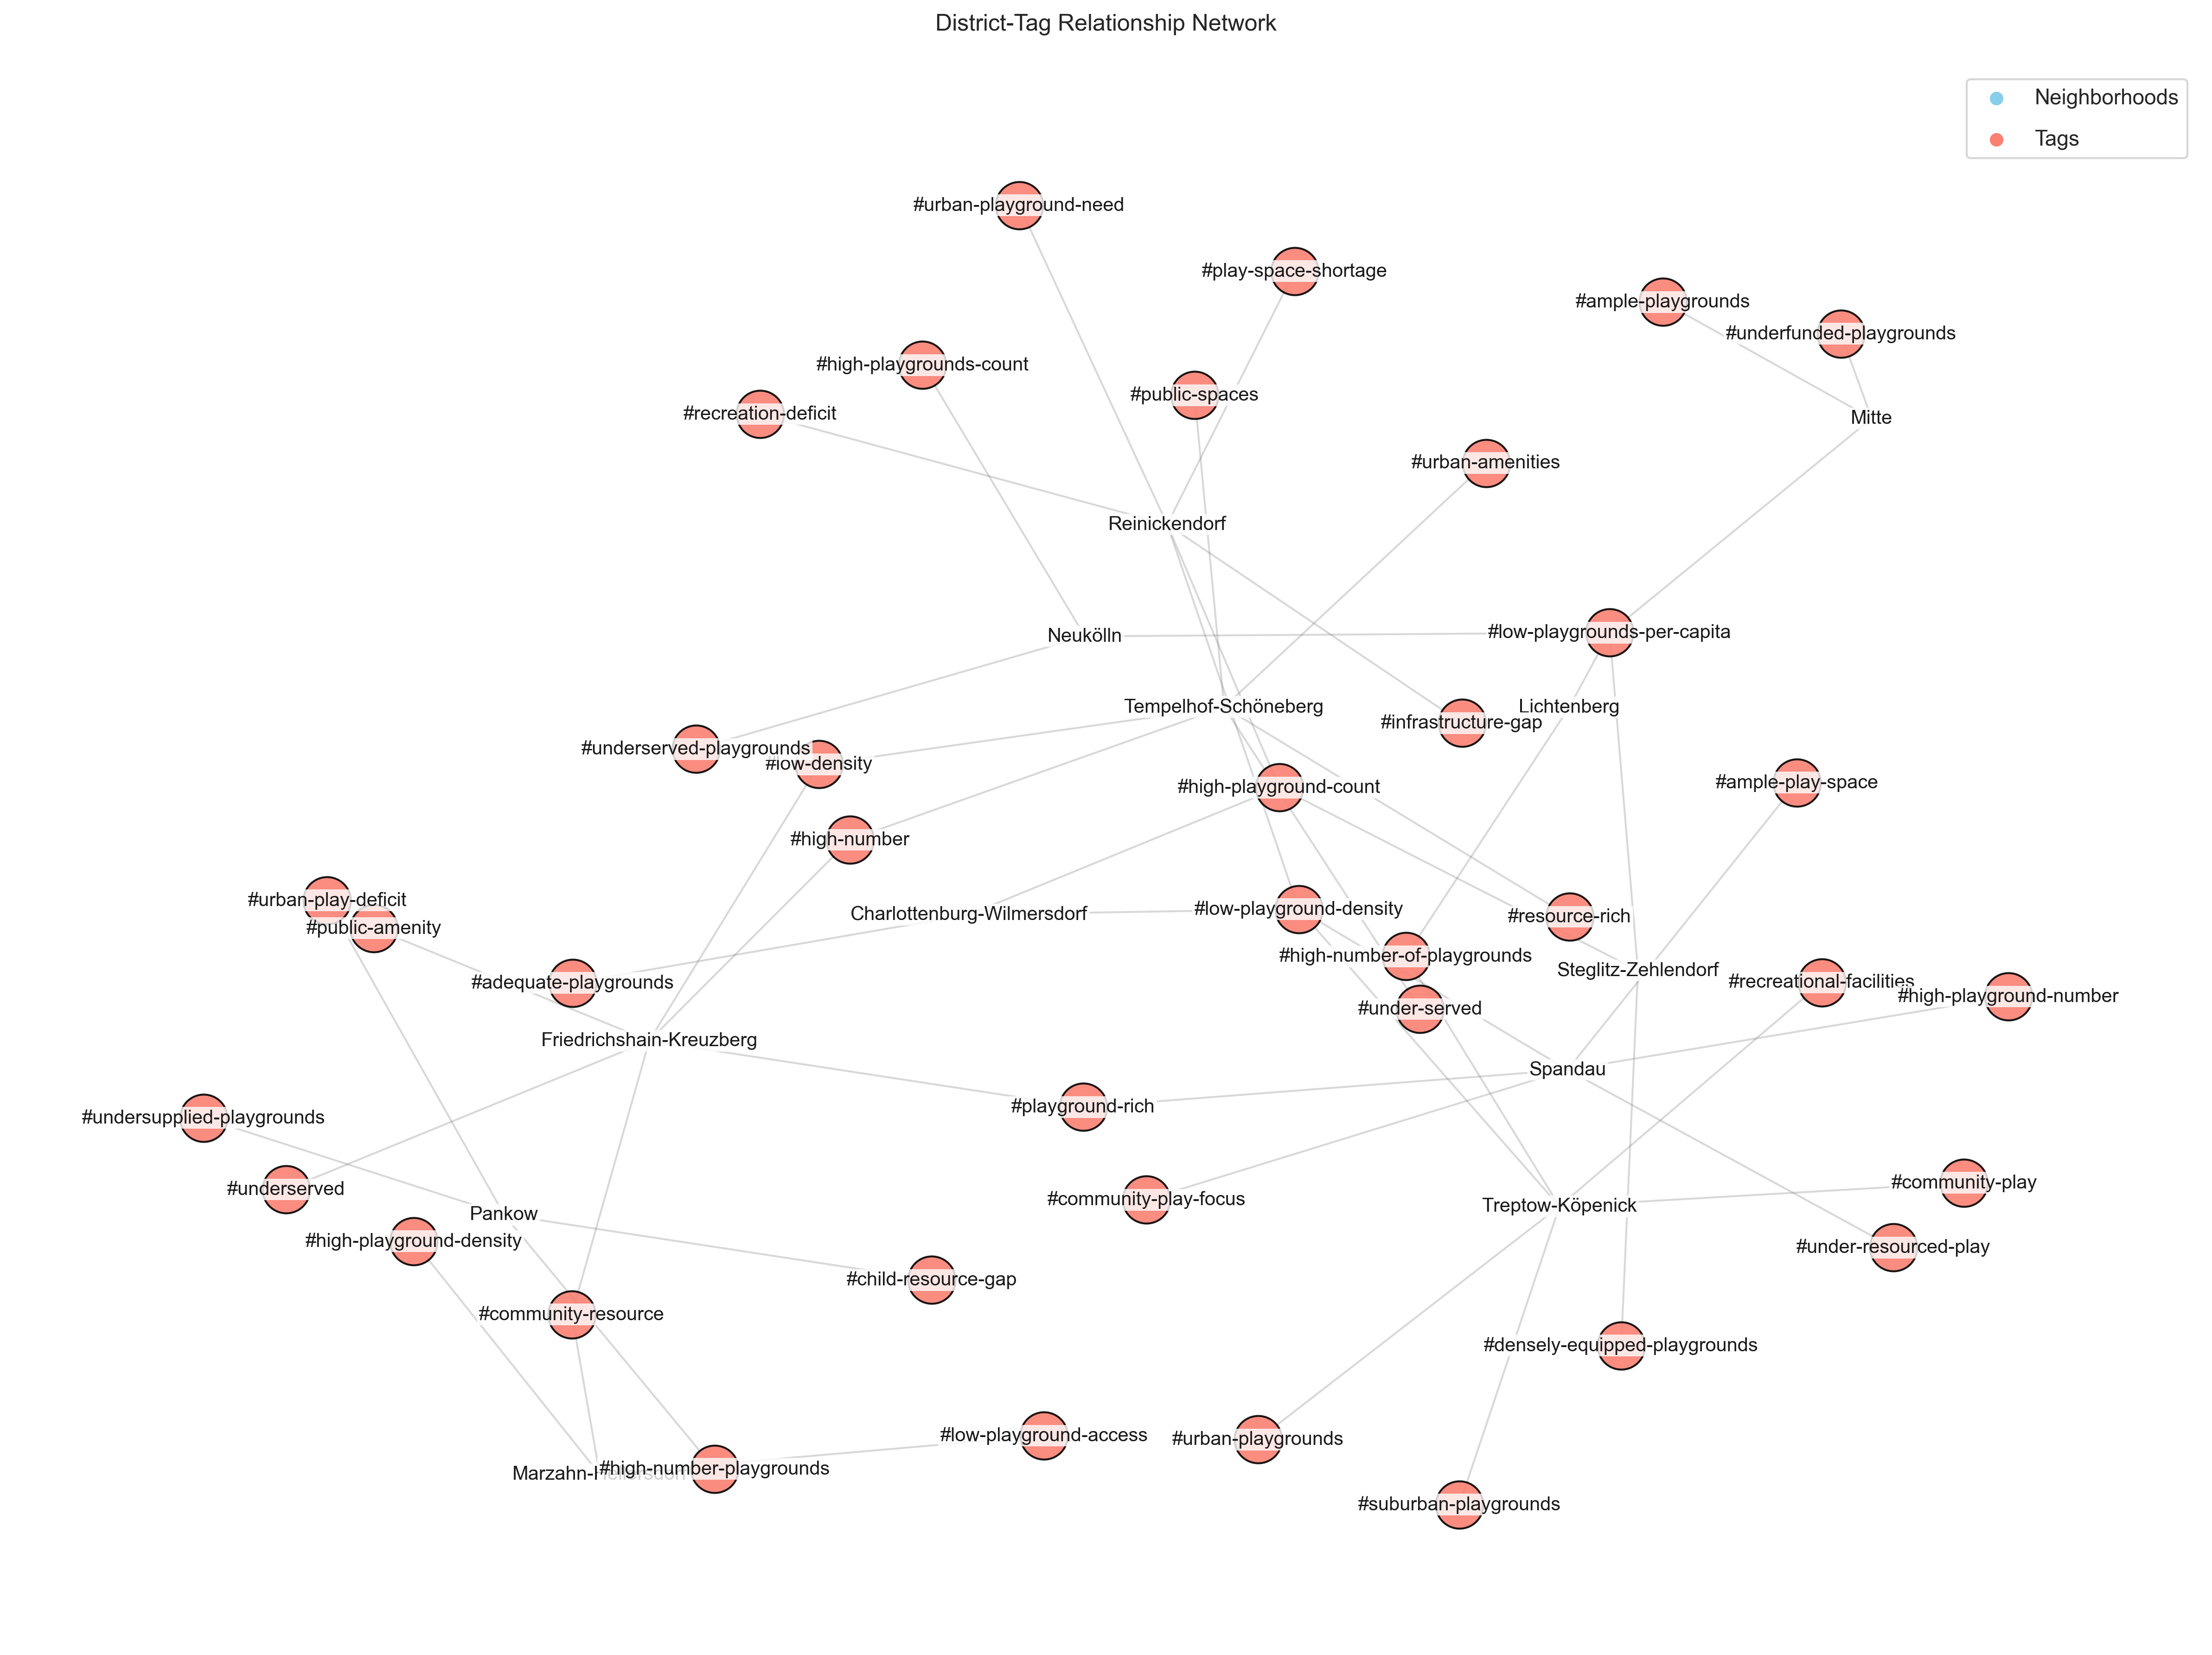 District-Tag Relationship Network
Neighborhoods
Tags
#urban-playground-need
#play-space-shortage
#ample-playgrounds
#underfunded-playgrounds
#high-playgrounds-count
#public-spaces
#recreation-deficit
Mitte
#urban-amenities
Reinickendorf
#low-playgrounds-per-capita
Neukölln
Tempelhof-Schöneberg
Lichtenberg
#infrastructure-gap
#underserved-playgrounds
#low-density
#ample-play-space
#high-playground-count
#high-number
#urban-play-deficit
#low-playground-density
Charlottenburg-Wilmersdorf
#resource-rich
#public-amenity
#high-number-of-playgrounds
Steglitz-Zehlendorf
#adequate-playgrounds
#recreational-facilities
#high-playground-number
#under-served
Friedrichshain-Kreuzberg
Spandau
#playground-rich
#undersupplied-playgrounds
#community-play
#underserved
#community-play-focus
Treptow-Köpenick
Pankow
#high-playground-density
#under-resourced-play
#child-resource-gap
#community-resource
#densely-equipped-playgrounds
#low-playground-access
#urban-playgrounds
#high-number-playgrounds
Marzahn-Hellersdorf
#suburban-playgrounds